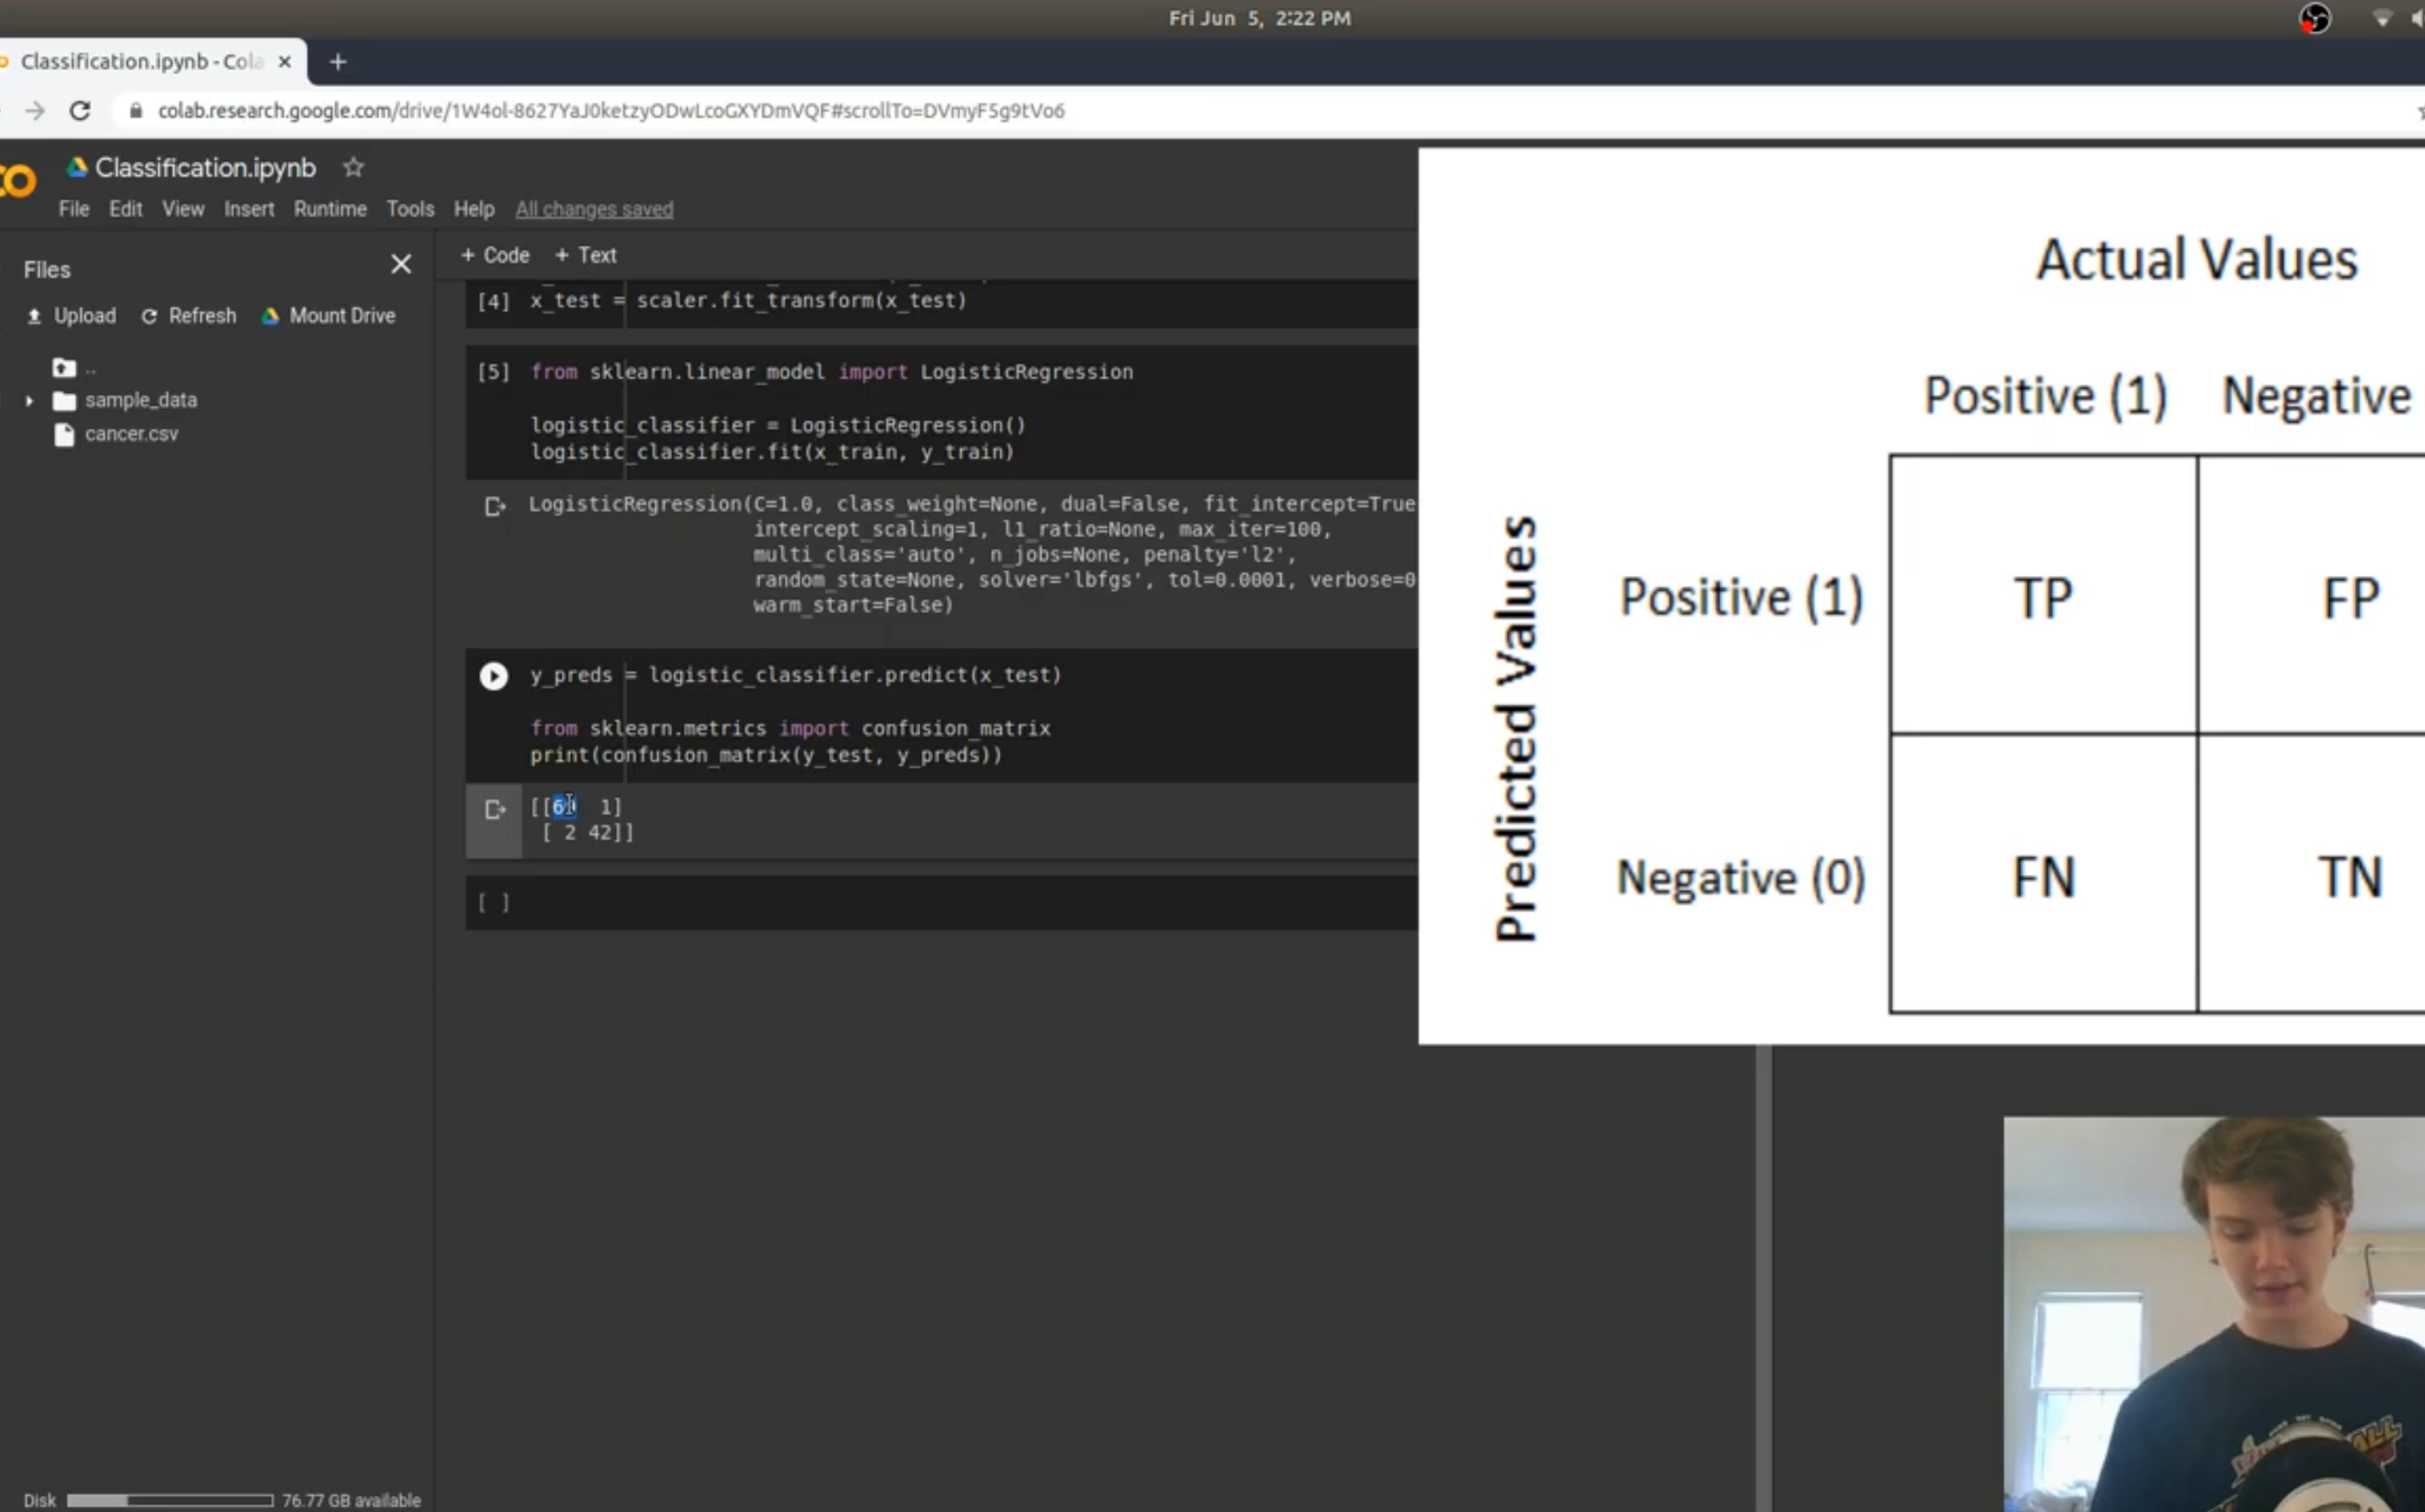 Fri Jun 5, 2:22 PM
Classification.ipynb - Cola
colab.research.google.com/drive/1W4ol-8627YaJ0ketzyODwLcoGXYDmVQF#scrollTo=DVmyF5g9tVo6
Classification.ipynb
File Edit View Insert Runtime Tools Help All changes saved
Files
Upload Refresh Mount Drive
..
sample_data
cancer.csv
Disk 76.77 GB available
+ Code + Text
[4] x_test = scaler.fit_transform(x_test)
[5] from sklearn.linear_model import LogisticRegression
logistic_classifier = LogisticRegression()
logistic_classifier.fit(x_train, y_train)
LogisticRegression(C=1.0, class_weight=None, dual=False, fit_intercept=True
intercept_scaling=1, l1_ratio=None, max_iter=100,
multi_class='auto', n_jobs=None, penalty='l2',
random_state=None, solver='lbfgs', tol=0.0001, verbose=0
warm_start=False)
y_preds = logistic_classifier.predict(x_test)
from sklearn.metrics import confusion_matrix
print(confusion_matrix(y_test, y_preds))
[[ 1]
[ 2 42]]
[ ]
Actual Values
Positive (1) Negative
Predicted Values
Positive (1) TP FP
Negative (0) FN TN